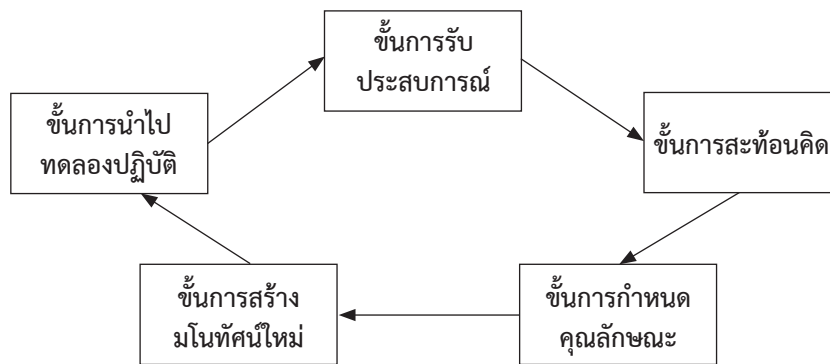 ขั้นการรับ
ประสบการณ์
ขั้นการสะท้อนคิด
ขั้นการกำหนด
คุณลักษณะ
ขั้นการสร้าง
มโนทัศน์ใหม่
ขั้นการนำไป
ทดลองปฏิบัติ